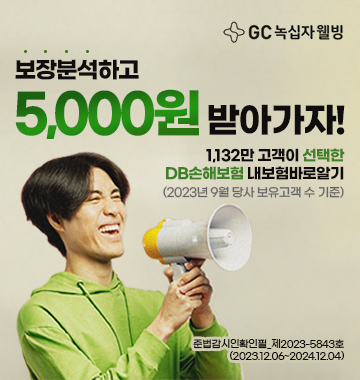 GC녹십자웰빙
보장분석하고
5,000원 받아가자!
1,132만 고객이 선택한
DB손해보험 내보험바로알기
(2023년 9월 당사 보유고객 수 기준)
준법감시인확인필_제2023-5843호
(2023.12.06~2024.12.04)